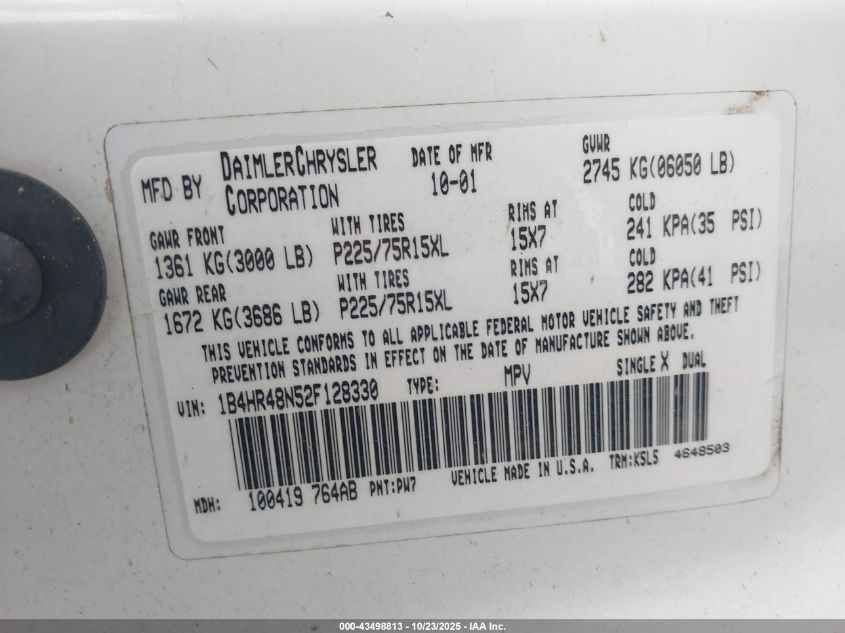 MFD BY DAIMLERCHRYSLER CORPORATION
DATE OF MFR 10-01
GVWR 2745 KG(06050 LB)
GAWR FRONT WITH TIRES RIMS AT COLD
1361 KG(3000 LB) P225/75R15XL 15X7 241 KPA(35 PSI)
GAWR REAR WITH TIRES RIMS AT COLD
1672 KG(3686 LB) P225/75R15XL 15X7 282 KPA(41 PSI)
THIS VEHICLE CONFORMS TO ALL APPLICABLE FEDERAL MOTOR VEHICLE SAFETY AND THEFT
PREVENTION STANDARDS IN EFFECT ON THE DATE OF MANUFACTURE SHOWN ABOVE.
VIN: 1B4HR48N52F128330 TYPE: MPV SINGLE X DUAL
MDH: 100419 764AB PNT:PW7 VEHICLE MADE IN U.S.A. TRM:K5L5 4648503
000-43498813 - 10/23/2025 - IAA Inc.